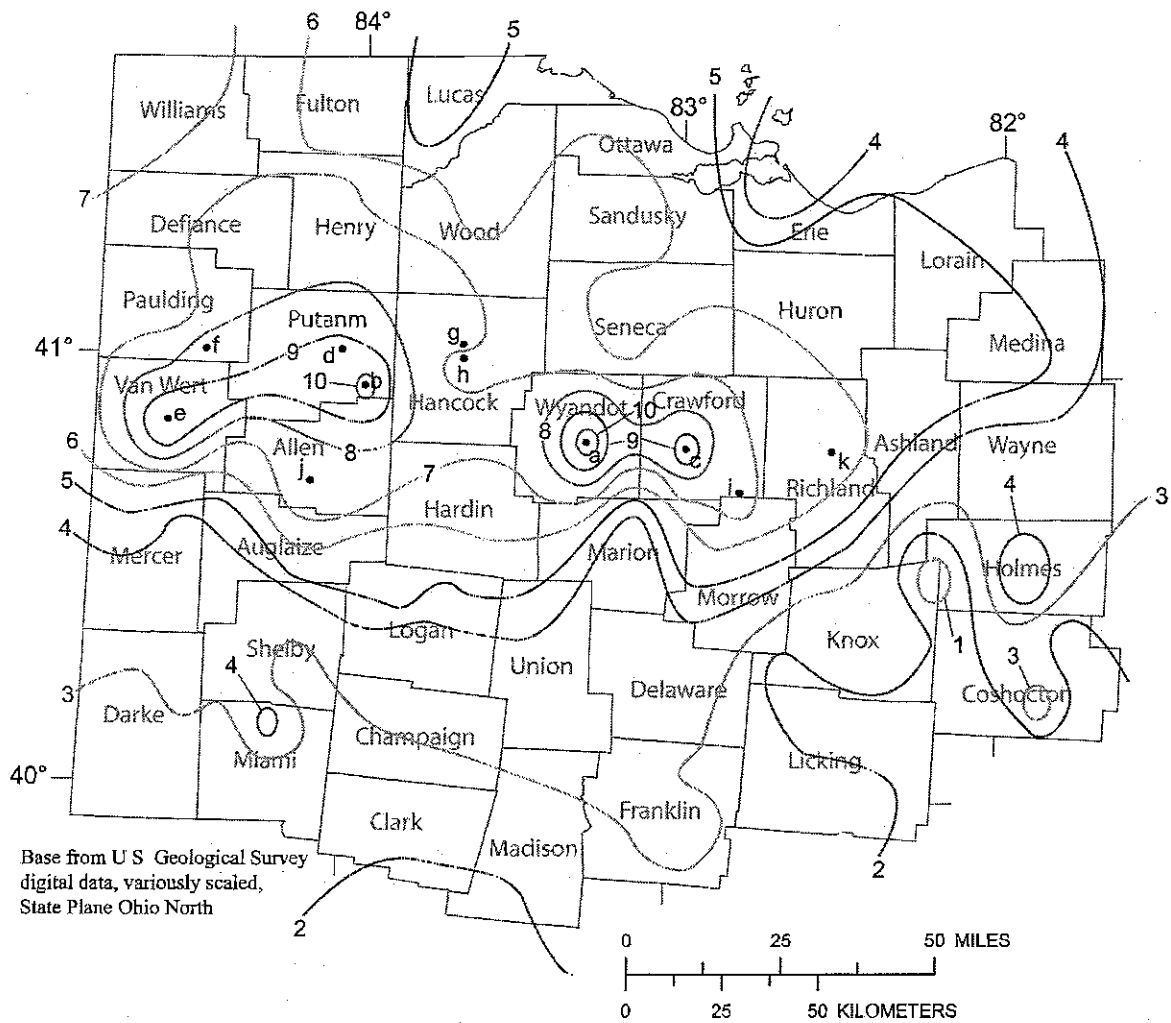 6
84°
5
Williams
Fulton
Lucas
5
83°
82°
4
Ottawa
4
7
Defiance
Henry
Wood
Sandusky
Erie
Lorain
Paulding
Putanm
g
Seneca
Huron
Medina
41°
f
9
d
h
Van Wert
10
b
Hancock
Wyandot
10
Crawford
e
8
a
9
c
Ashland
Wayne
6
Allen
8
k
j
7
i
Richland
5
Hardin
4
3
4
Mercer
Auglaize
Marion
Holmes
Morrow
Logan
Knox
1
Shelby
4
Union
3
3
Darke
Delaware
Coshocton
Champaign
Miami
Licking
40°
Franklin
Clark
Madison
Base from U S Geological Survey
digital data, variously scaled,
State Plane Ohio North
2
2
0 25 50 MILES
0 25 50 KILOMETERS